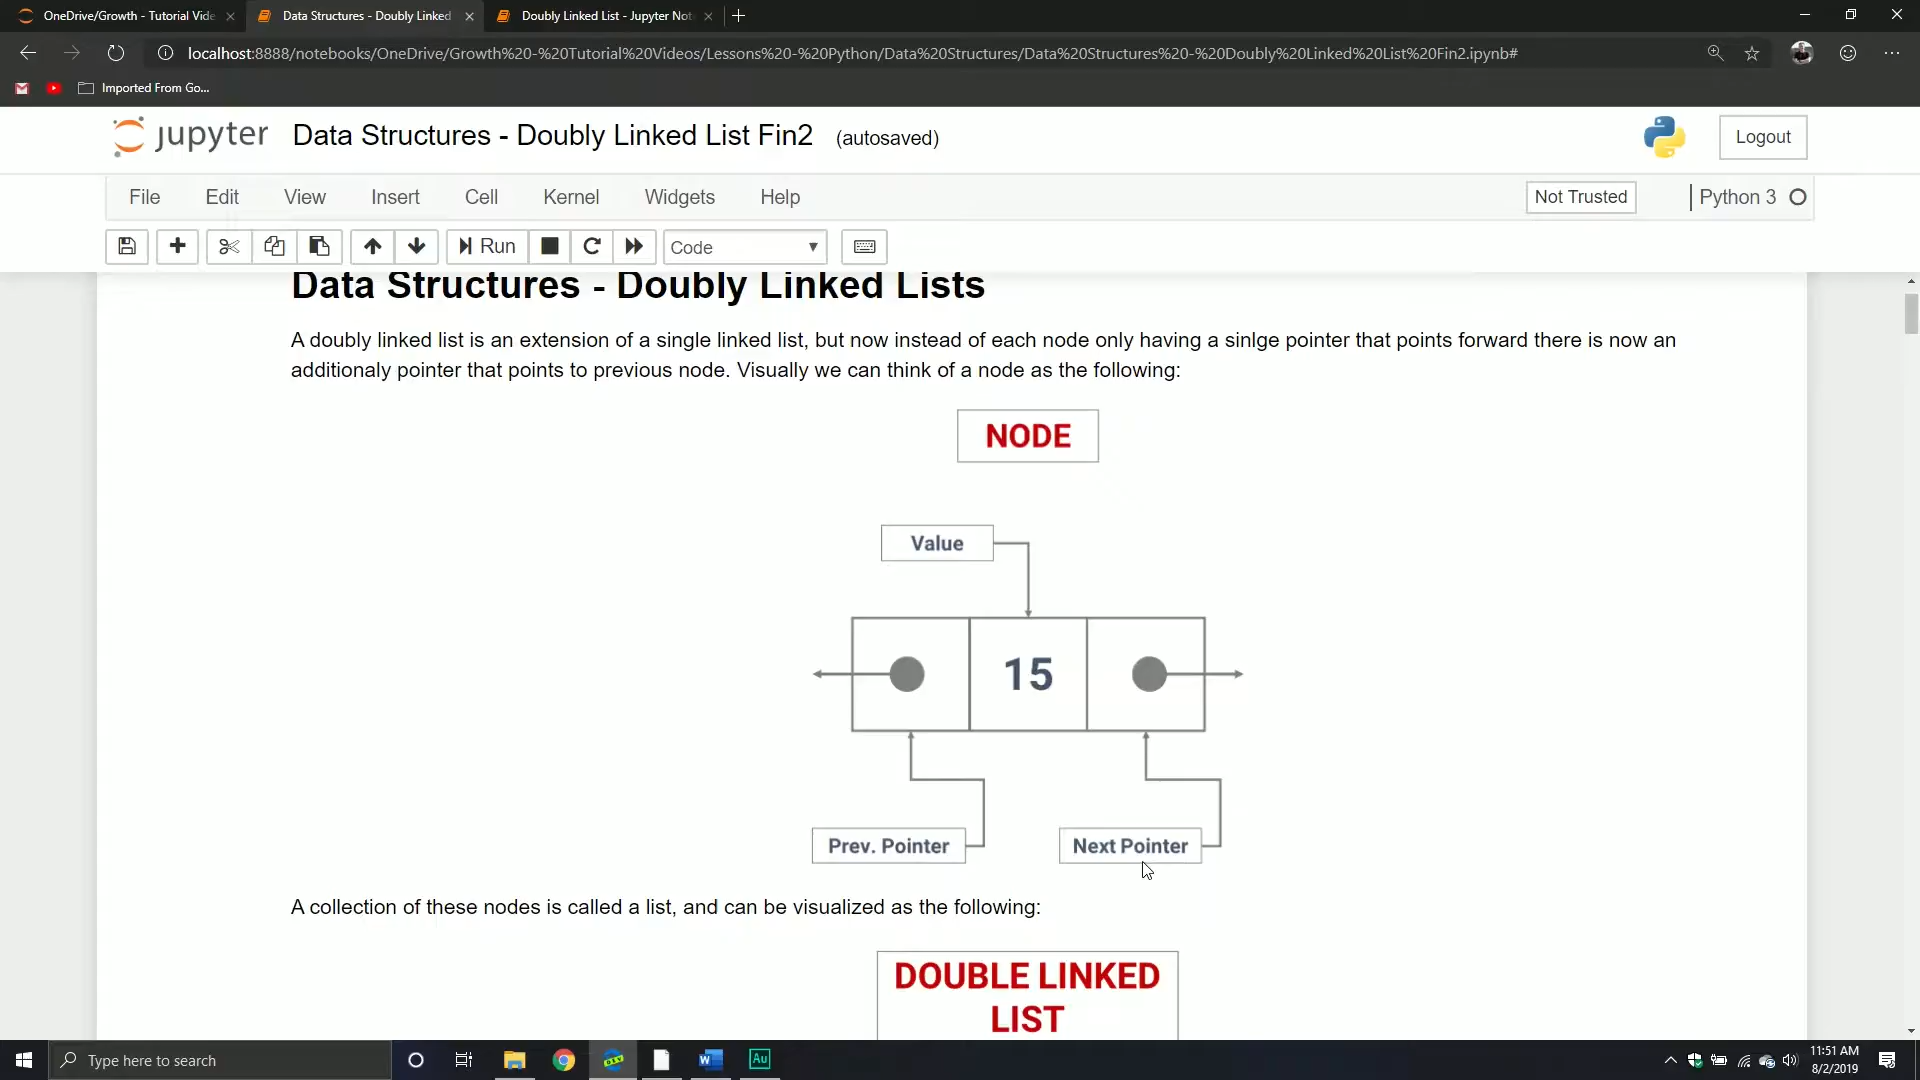 OneDrive/Growth - Tutorial Vide
Data Structures - Doubly Linked
Doubly Linked List - Jupyter Not
localhost:8888/notebooks/OneDrive/Growth%20-%20Tutorial%20Videos/Lessons%20-%20Python/Data%20Structures/Data%20Structures%20-%20Doubly%20Linked%20List%20Fin2.ipynb#
Imported From Go...
jupyter Data Structures - Doubly Linked List Fin2 (autosaved)
Logout
File Edit View Insert Cell Kernel Widgets Help
Not Trusted
Python 3
Run
Code
Data Structures - Doubly Linked Lists
A doubly linked list is an extension of a single linked list, but now instead of each node only having a sinlge pointer that points forward there is now an
additionaly pointer that points to previous node. Visually we can think of a node as the following:
NODE
Value
15
Prev. Pointer
Next Pointer
A collection of these nodes is called a list, and can be visualized as the following:
DOUBLE LINKED
LIST
Type here to search
DEV
Au
11:51 AM
8/2/2019